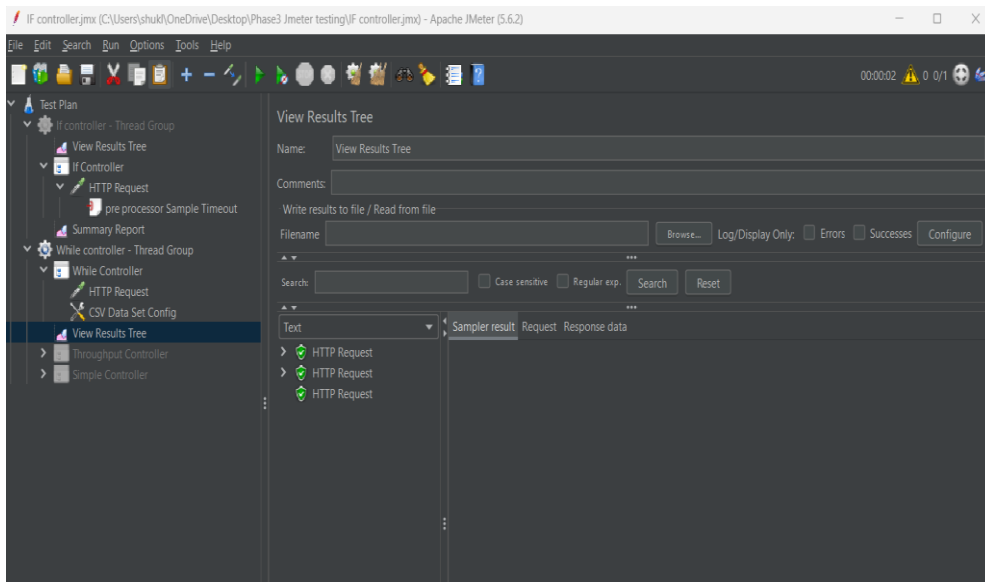 IF controller.jmx (C:\Users\shukl\OneDrive\Desktop\Phase3 Jmeter testing\IF controller.jmx) - Apache JMeter (5.6.2)
File Edit Search Run Options Tools Help
00:00:02 0 0/1
Test Plan
If controller - Thread Group
View Results Tree
If Controller
HTTP Request
pre processor Sample Timeout
Summary Report
While controller - Thread Group
While Controller
HTTP Request
CSV Data Set Config
View Results Tree
Throughput Controller
Simple Controller
View Results Tree
Name: View Results Tree
Comments:
Write results to file / Read from file
Filename Browse... Log/Display Only: Errors Successes Configure
Search: Case sensitive Regular exp. Search Reset
Text Sampler result Request Response data
HTTP Request
HTTP Request
HTTP Request